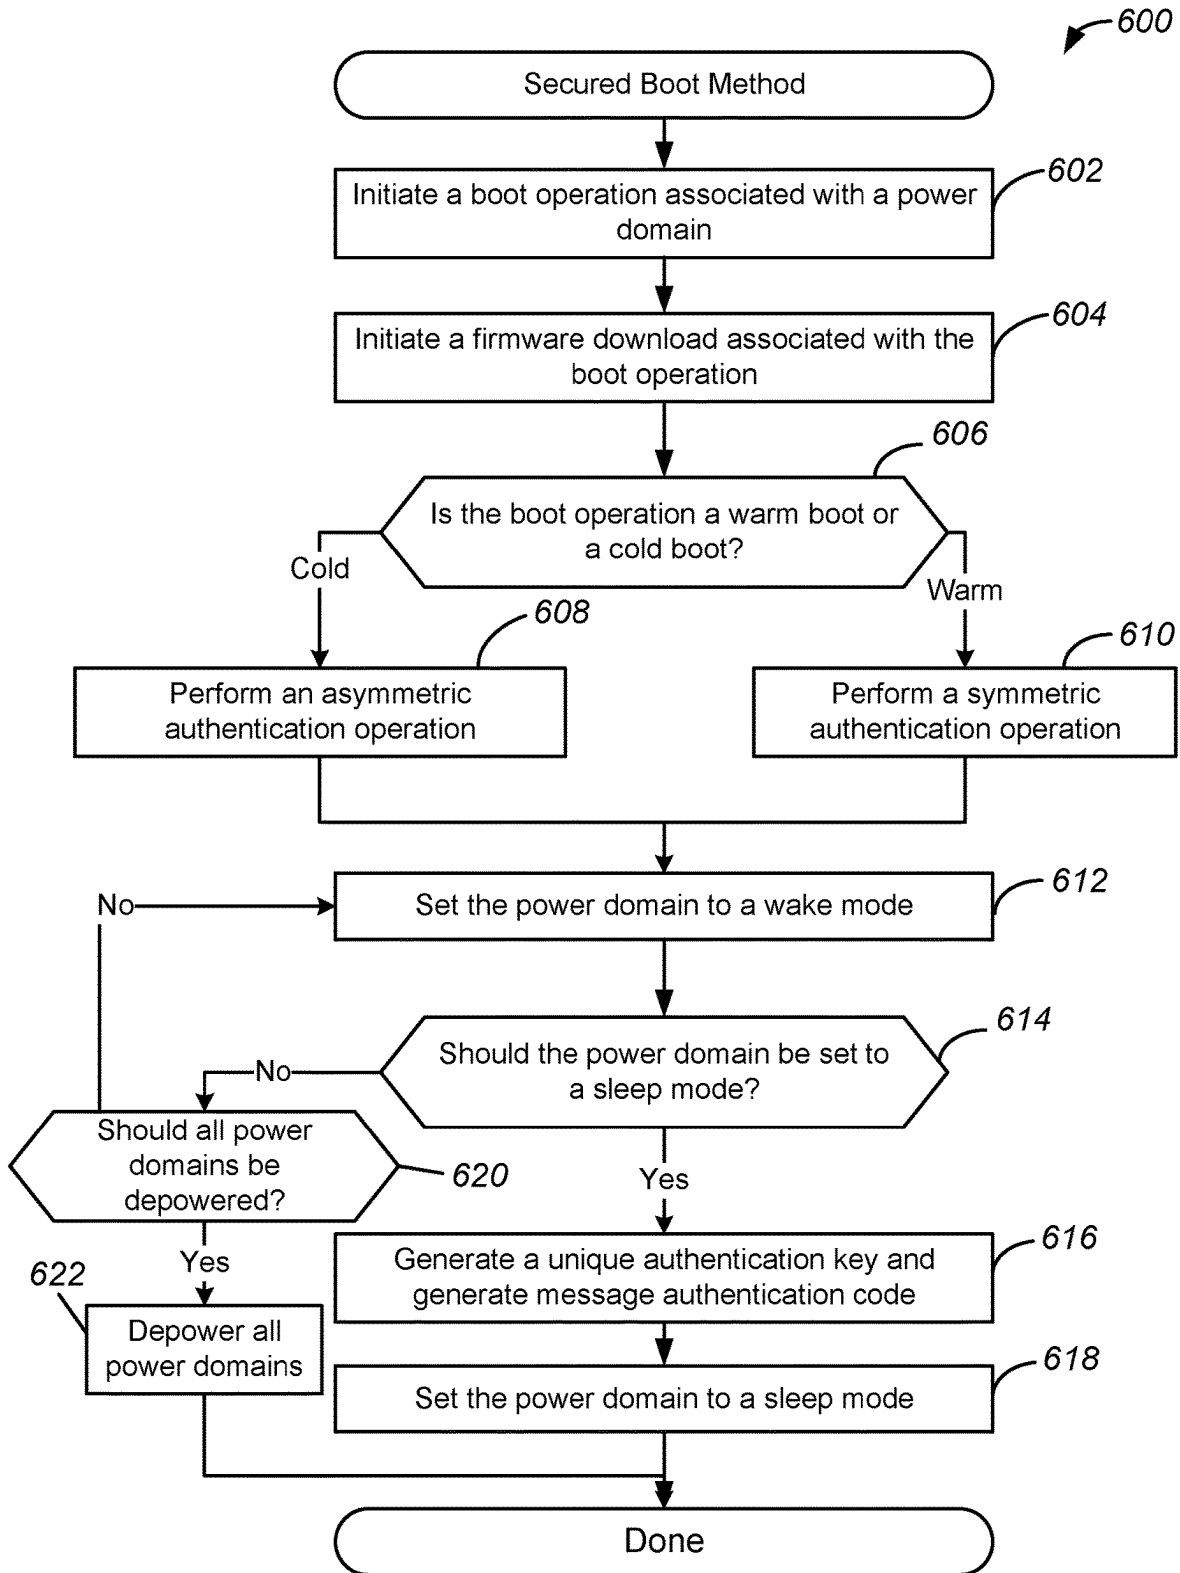 600
Secured Boot Method
602
Initiate a boot operation associated with a power
domain
604
Initiate a firmware download associated with the
boot operation
606
Is the boot operation a warm boot or
a cold boot?
Cold
Warm
608
610
Perform an asymmetric
authentication operation
Perform a symmetric
authentication operation
612
No
Set the power domain to a wake mode
614
Should the power domain be set to
a sleep mode?
No
Should all power
domains be
depowered?
620
Yes
Yes
616
Generate a unique authentication key and
generate message authentication code
622
Depower all
power domains
618
Set the power domain to a sleep mode
Done